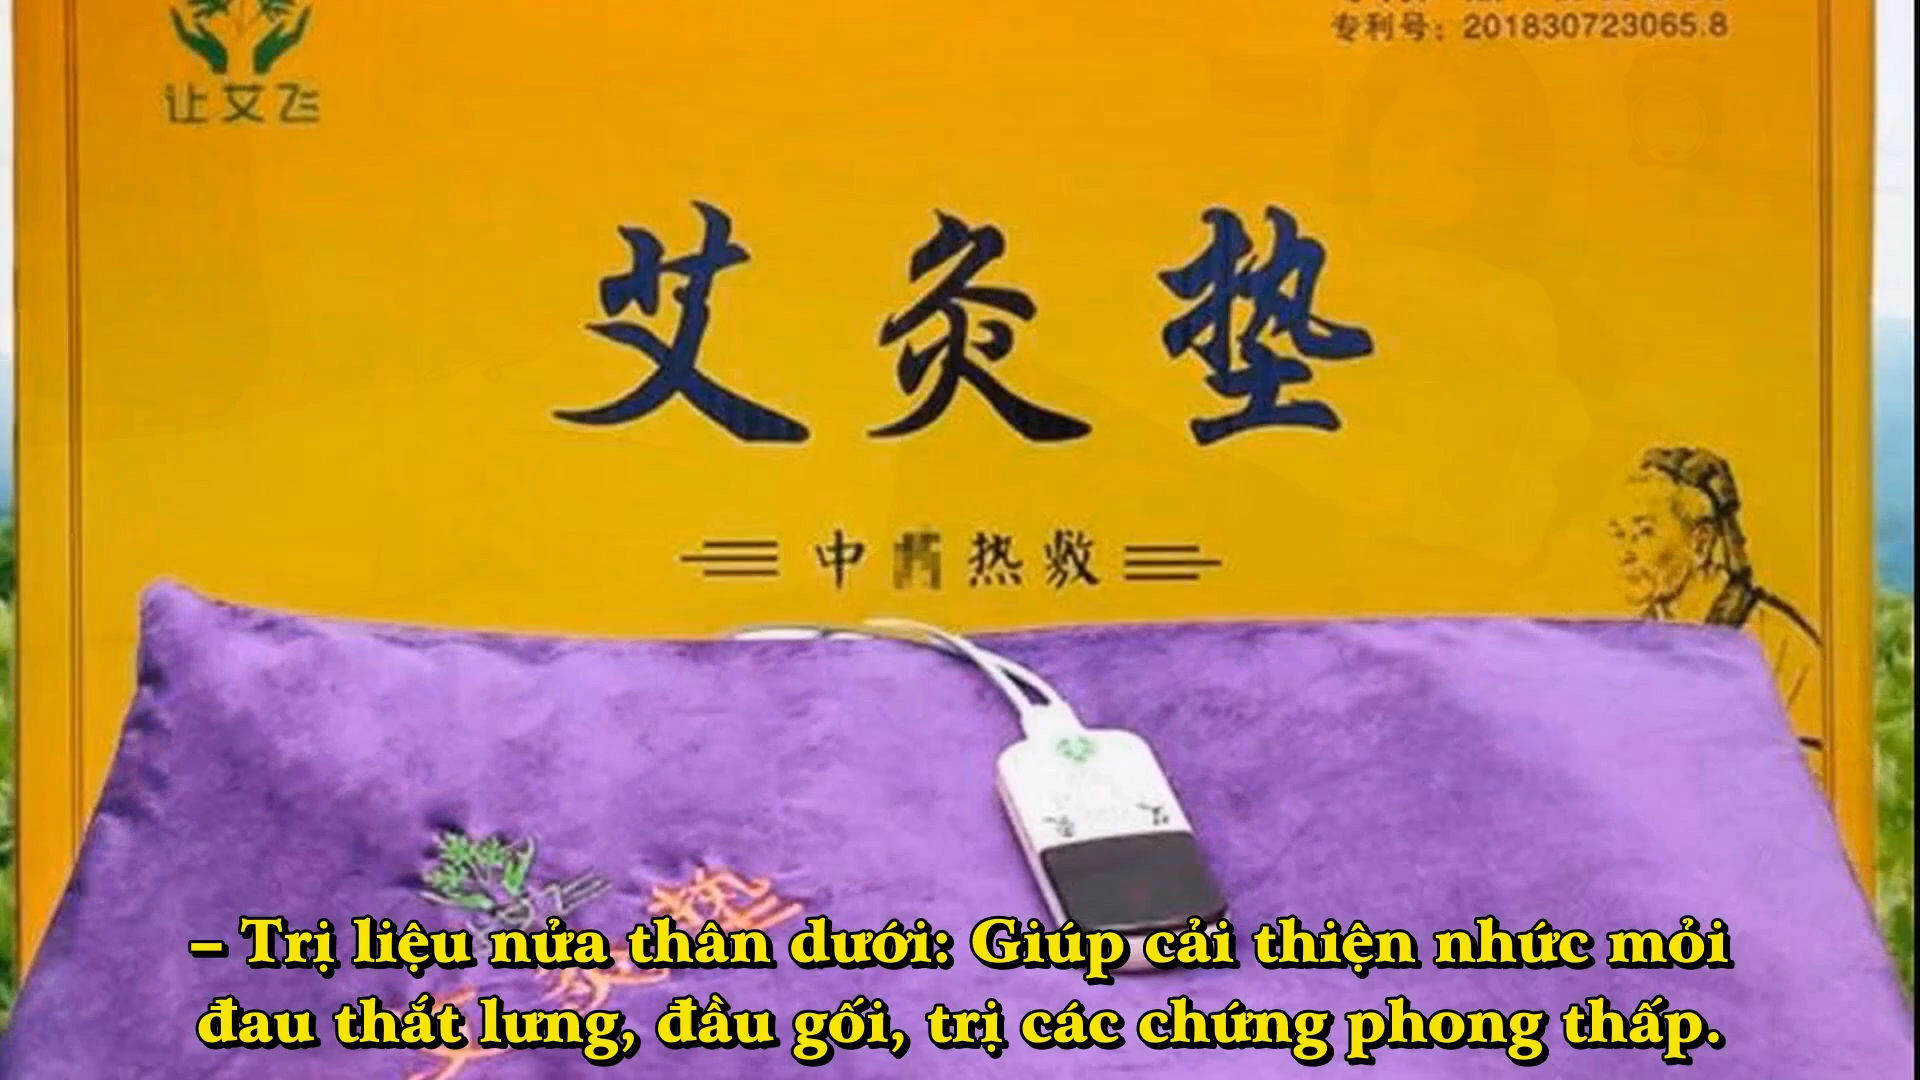 专利号：201830723065.8
让艾飞
艾灸垫
中 热敷
– Trị liệu nửa thân dưới: Giúp cải thiện nhức mỏi
đau thắt lưng, đầu gối, trị các chứng phong thấp.